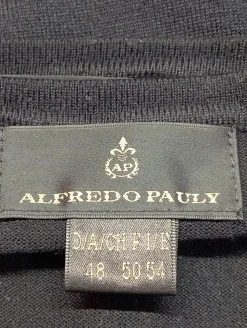 AP
ALFREDO PAULY
D/A/CH F I/E
48 50 54